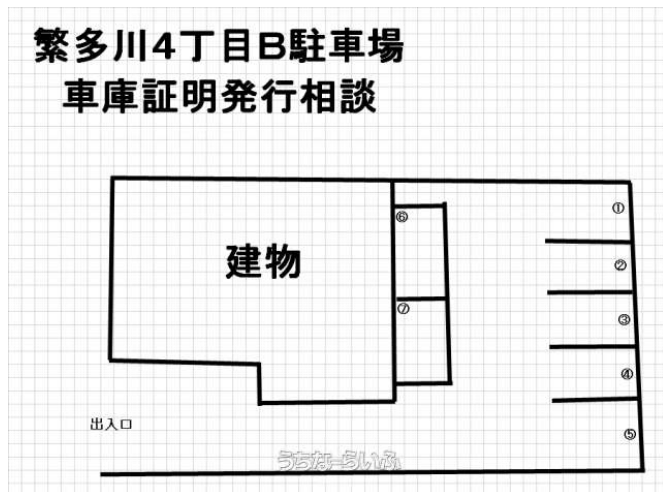 繁多川4丁目B駐車場
車庫証明発行相談
①
⑥
建物
②
⑦
③
④
出入口
⑤
うちなーらいふ